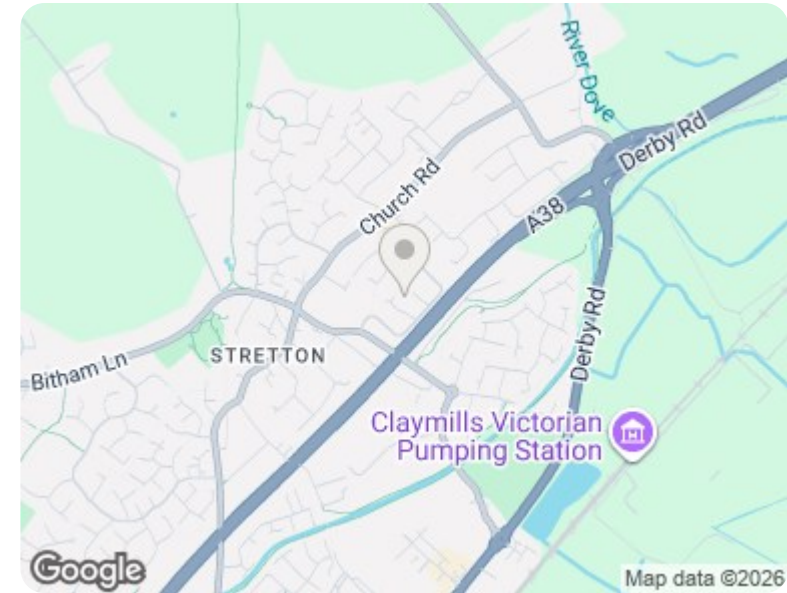 River Dove
Derby Rd
Church Rd
A38
Derby Rd
STRETTON
Bitham Ln
Claymills Victorian
Pumping Station
Google
Map data ©2026